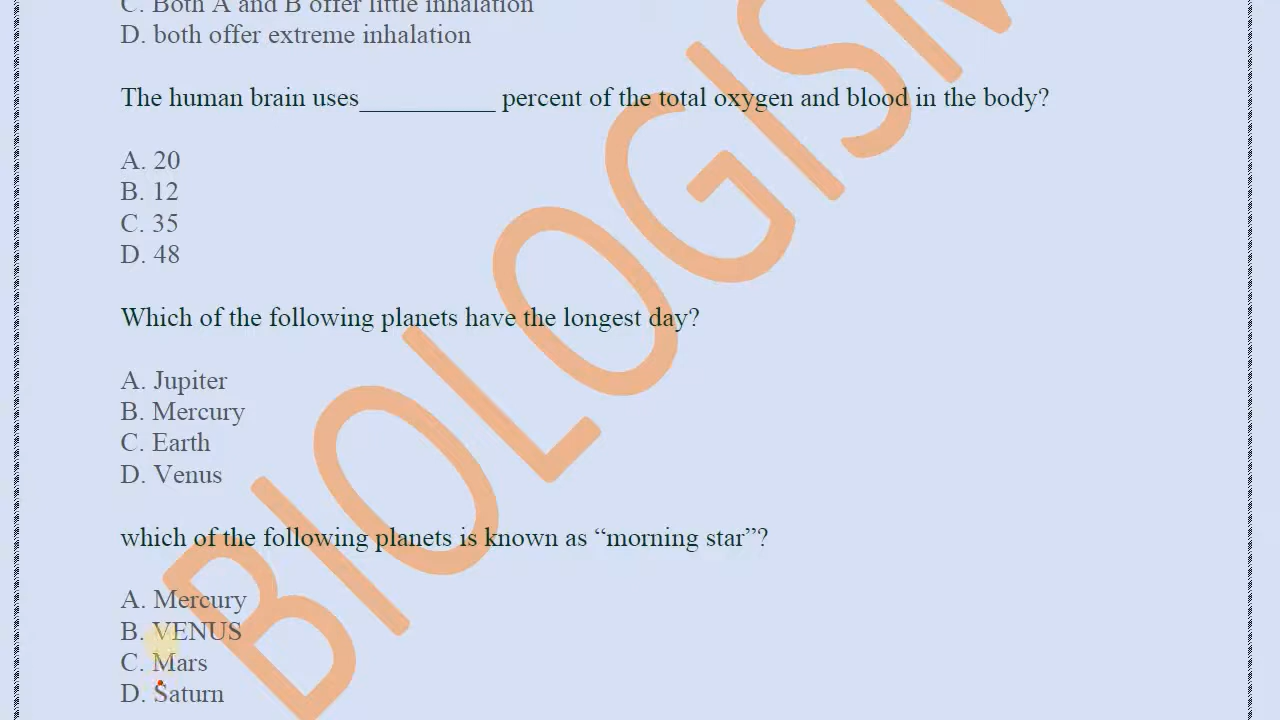 C. Both A and B offer little inhalation
D. both offer extreme inhalation
The human brain uses__________ percent of the total oxygen and blood in the body?
A. 20
B. 12
C. 35
D. 48
Which of the following planets have the longest day?
A. Jupiter
B. Mercury
C. Earth
D. Venus
which of the following planets is known as “morning star”?
A. Mercury
B. VENUS
C. Mars
D. Saturn
BIOLOGISM